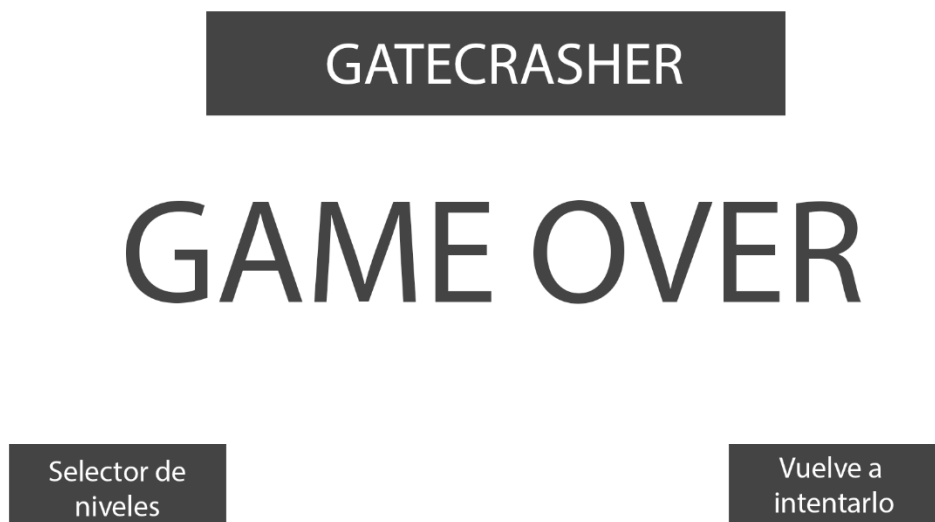 GATECRASHER
GAME OVER
Selector de
niveles
Vuelve a
intentarlo